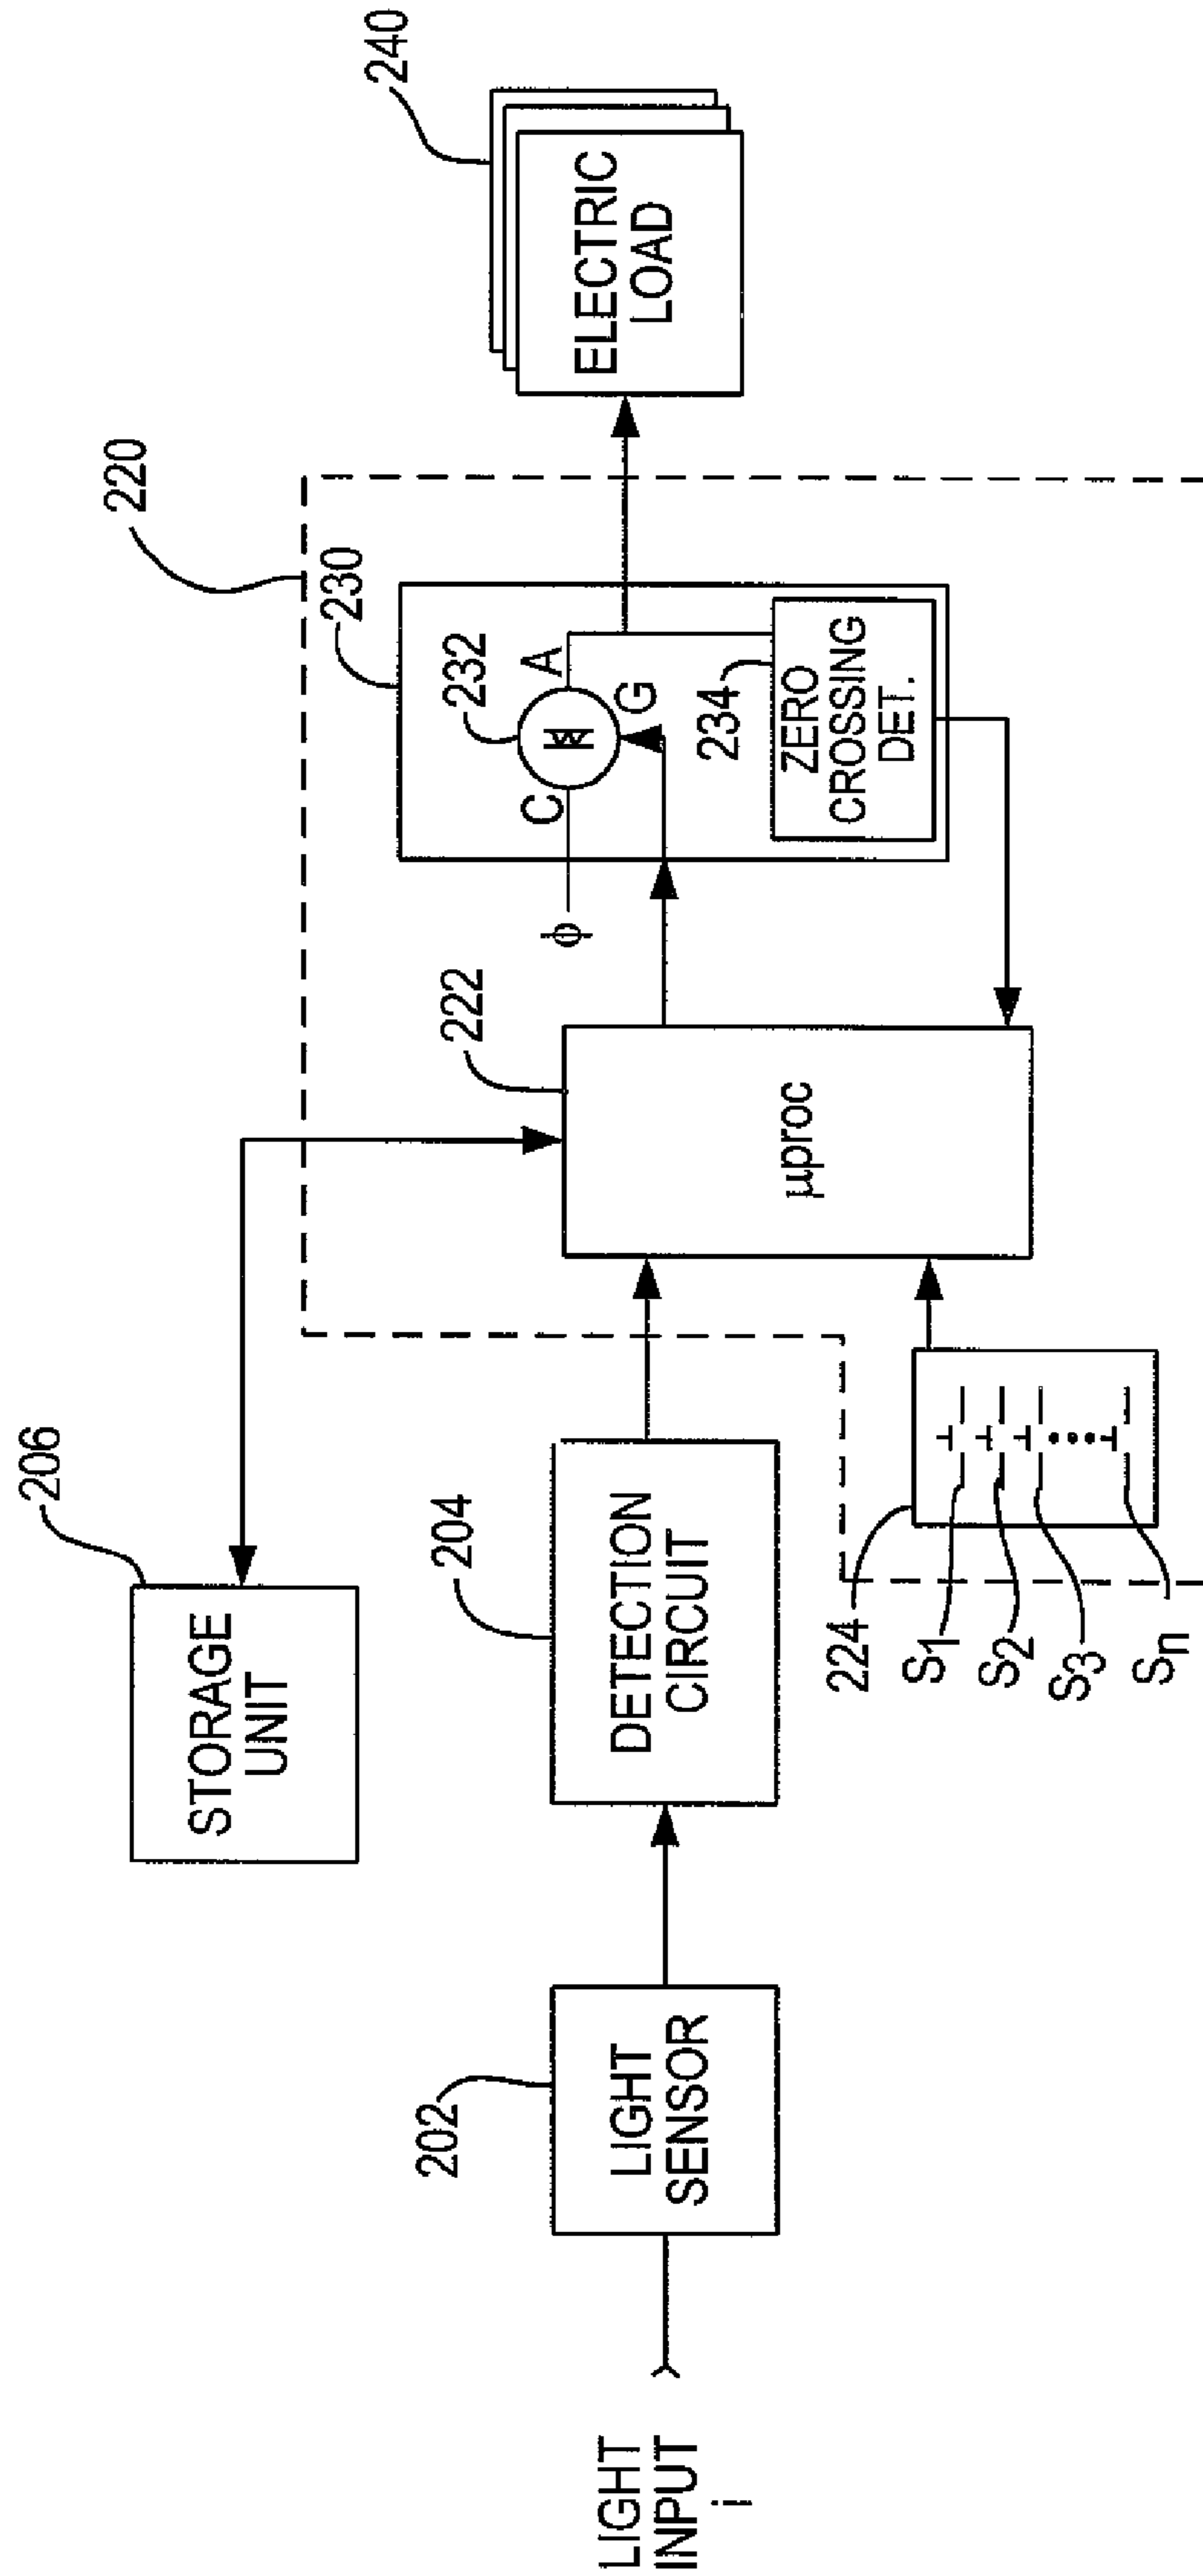 206
STORAGE
UNIT
220
240
204
222
230
232
202
LIGHT
INPUT
i
LIGHT
SENSOR
DETECTION
CIRCUIT
μproc
ϕ
C
A
G
234
ZERO
CROSSING
DET.
ELECTRIC
LOAD
224
S1
S2
S3
Sn